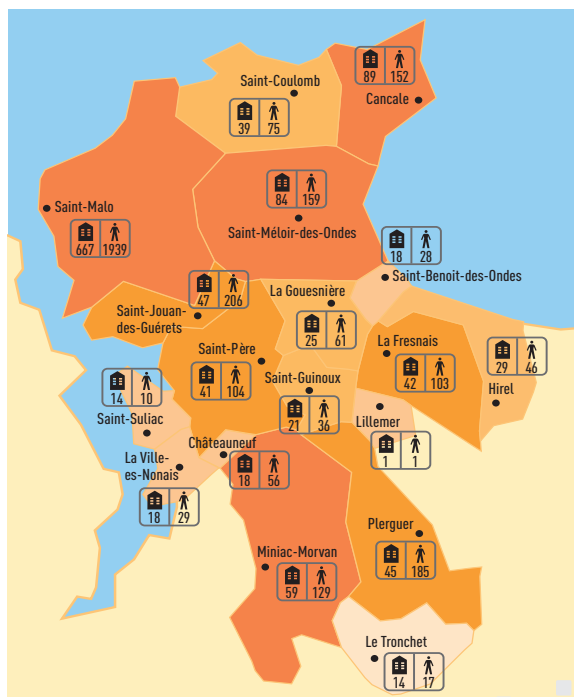 89 152
Cancale
Saint-Coulomb
39 75
84 159
Saint-Méloir-des-Ondes
Saint-Malo
667 1939
18 28
Saint-Benoit-des-Ondes
47 206
Saint-Jouan-
des-Guérets
La Gouesnière
25 61
La Fresnais
42 103
29 46
Hirel
Saint-Père
41 104
Saint-Guinoux
21 36
14 10
Saint-Suliac
Lillemer
1 1
Châteauneuf
18 56
La Ville-
es-Nonais
18 29
Plerguer
45 185
Miniac-Morvan
59 129
Le Tronchet
14 17